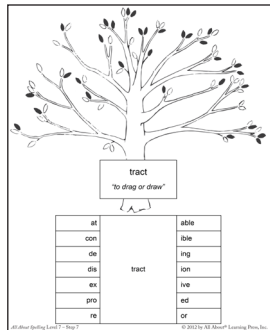 tract
"to drag or draw"
at able
con ible
de ing
dis tract ion
ex ive
pro ed
re or
All About Spelling Level 7 – Step 7 © 2012 by All About® Learning Press, Inc.